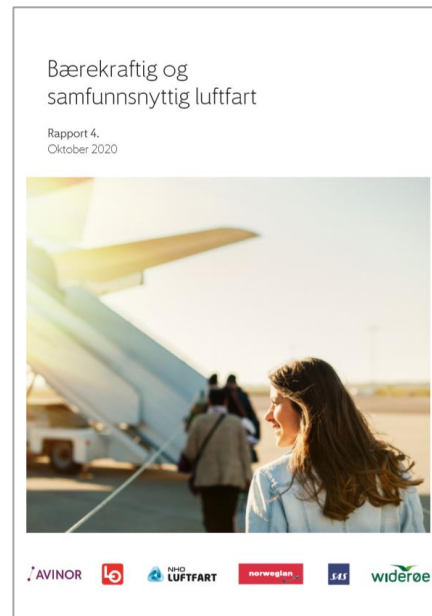 Bærekraftig og
samfunnsnyttig luftfart
Rapport 4.
Oktober 2020
AVINOR
LO
NHO
LUFTFART
norwegian
SAS
widerøe